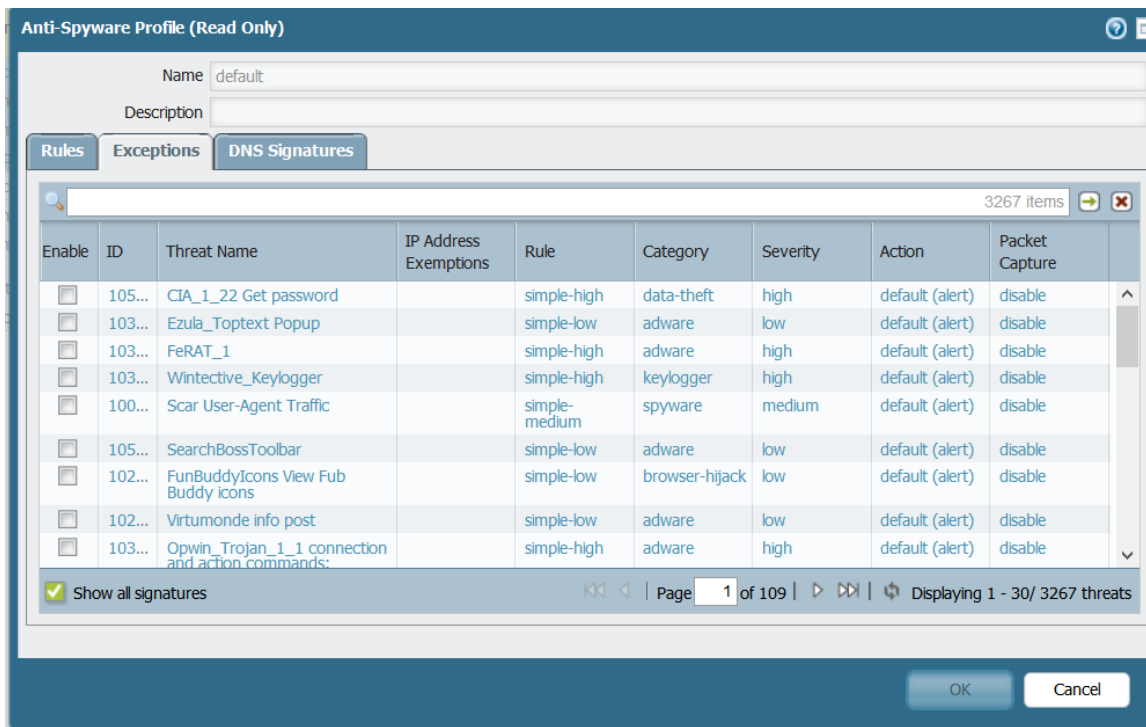 Anti-Spyware Profile (Read Only)
Name default
Description
Rules Exceptions DNS Signatures
3267 items
Enable ID Threat Name IP Address Exemptions Rule Category Severity Action Packet Capture
105... CIA_1_22 Get password simple-high data-theft high default (alert) disable
103... Ezula_Toptext Popup simple-low adware low default (alert) disable
103... FeRAT_1 simple-high adware high default (alert) disable
103... Wintective_Keylogger simple-high keylogger high default (alert) disable
100... Scar User-Agent Traffic simple-medium spyware medium default (alert) disable
105... SearchBossToolbar simple-low adware low default (alert) disable
102... FunBuddyIcons View Fub Buddy icons simple-low browser-hijack low default (alert) disable
102... Virtumonde info post simple-low adware low default (alert) disable
103... Opwin_Trojan_1_1 connection and action commands: simple-high adware high default (alert) disable
Show all signatures Page 1 of 109 Displaying 1 - 30/ 3267 threats
OK Cancel